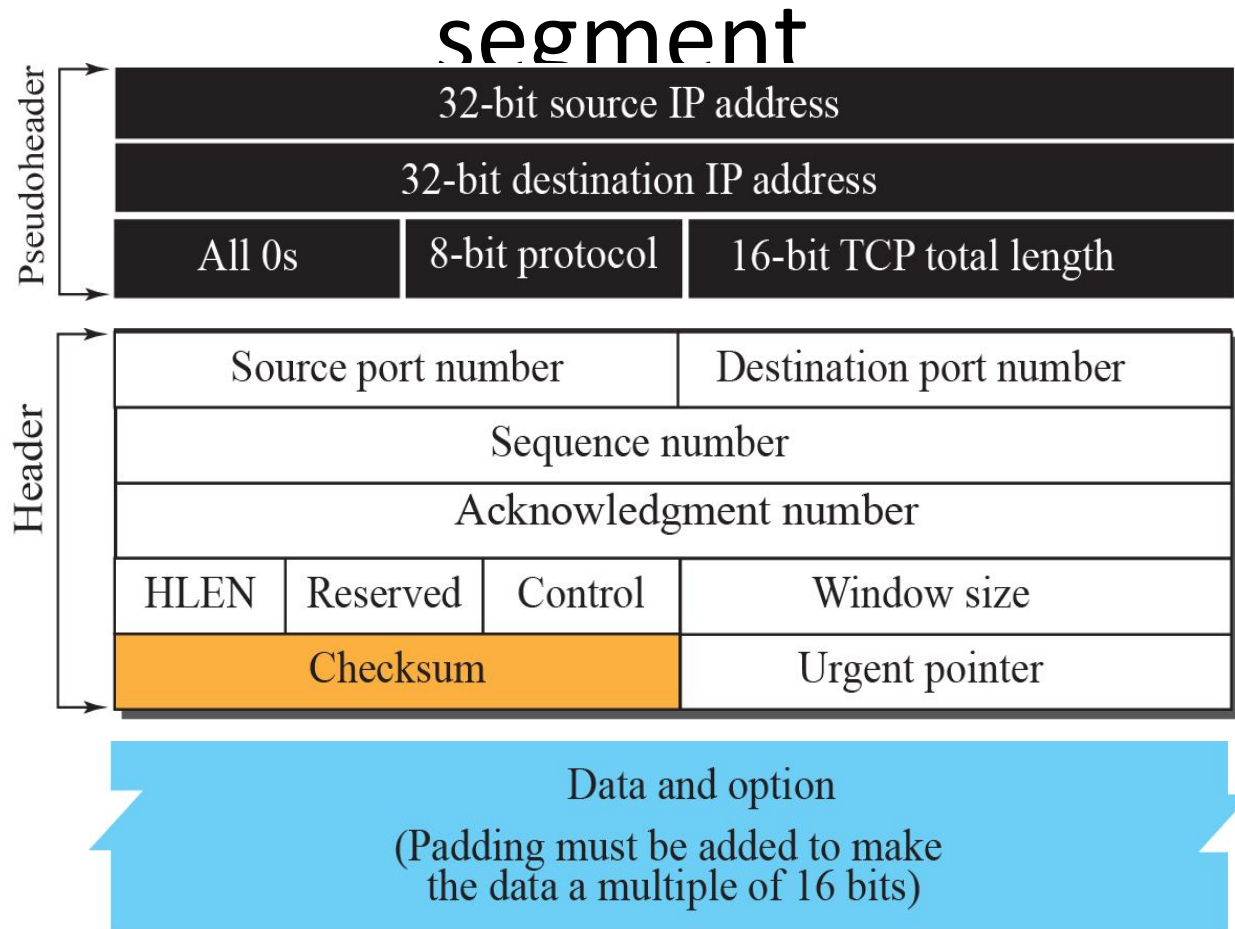 segment
Pseudoheader
32-bit source IP address
32-bit destination IP address
All 0s 8-bit protocol 16-bit TCP total length
Header
Source port number Destination port number
Sequence number
Acknowledgment number
HLEN Reserved Control Window size
Checksum Urgent pointer
Data and option
(Padding must be added to make
the data a multiple of 16 bits)